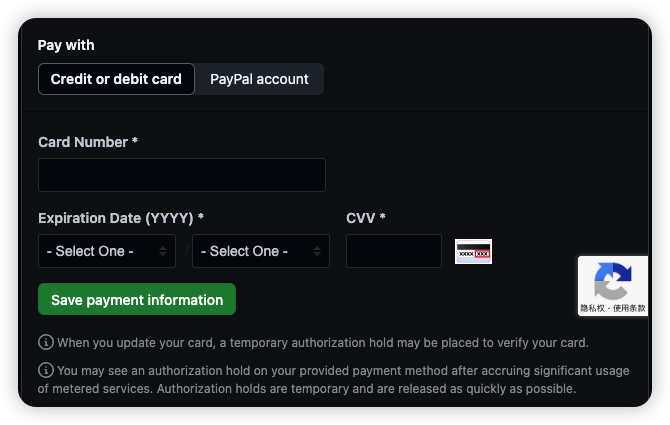 Pay with
Credit or debit card PayPal account
Card Number *
Expiration Date (YYYY) * CVV *
- Select One - / - Select One -
XXXX XXX
隐私权 - 使用条款
Save payment information
When you update your card, a temporary authorization hold may be placed to verify your card.
You may see an authorization hold on your provided payment method after accruing significant usage
of metered services. Authorization holds are temporary and are released as quickly as possible.